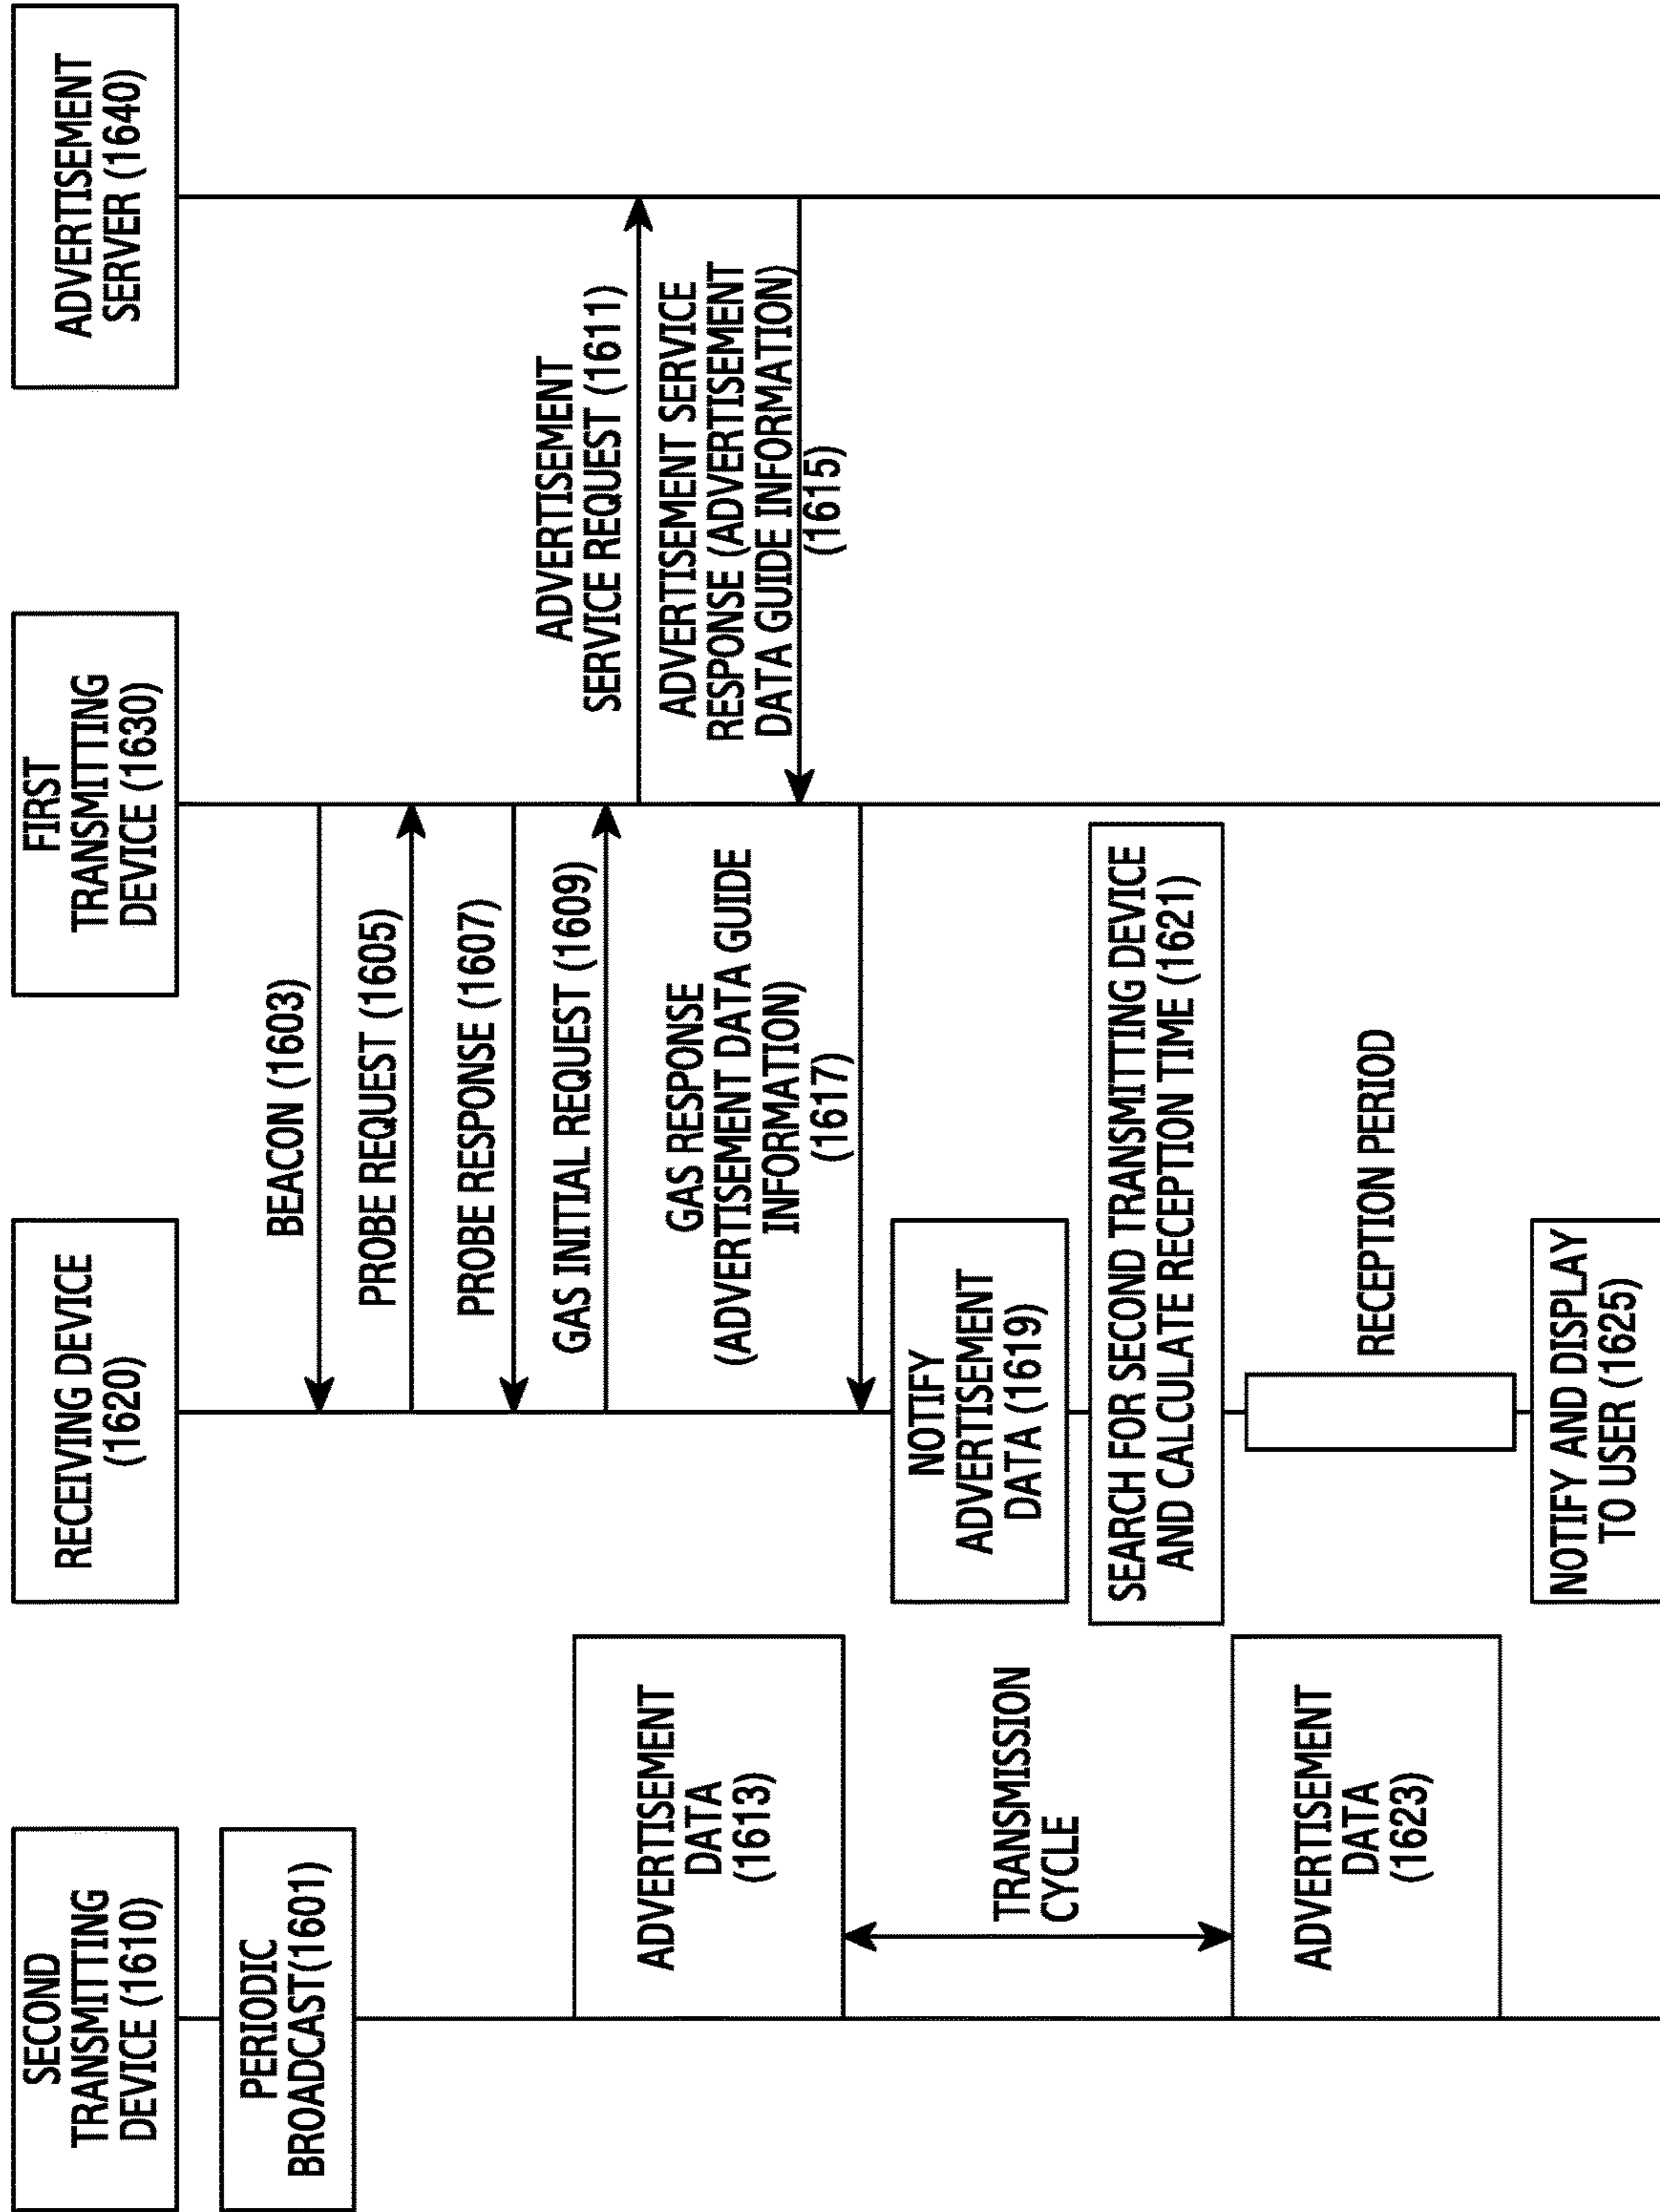 SECOND
TRANSMITTING
DEVICE (1610)
RECEIVING DEVICE
(1620)
FIRST
TRANSMITTING
DEVICE (1630)
ADVERTISEMENT
SERVER (1640)
PERIODIC
BROADCAST(1601)
BEACON (1603)
PROBE REQUEST (1605)
PROBE RESPONSE (1607)
GAS INITIAL REQUEST (1609)
ADVERTISEMENT
SERVICE REQUEST (1611)
ADVERTISEMENT
DATA
(1613)
ADVERTISEMENT SERVICE
RESPONSE (ADVERTISEMENT
DATA GUIDE INFORMATION)
(1615)
GAS RESPONSE
(ADVERTISEMENT DATA GUIDE
INFORMATION)
(1617)
NOTIFY
ADVERTISEMENT
DATA (1619)
TRANSMISSION
CYCLE
SEARCH FOR SECOND TRANSMITTING DEVICE
AND CALCULATE RECEPTION TIME (1621)
ADVERTISEMENT
DATA
(1623)
RECEPTION PERIOD
NOTIFY AND DISPLAY
TO USER (1625)